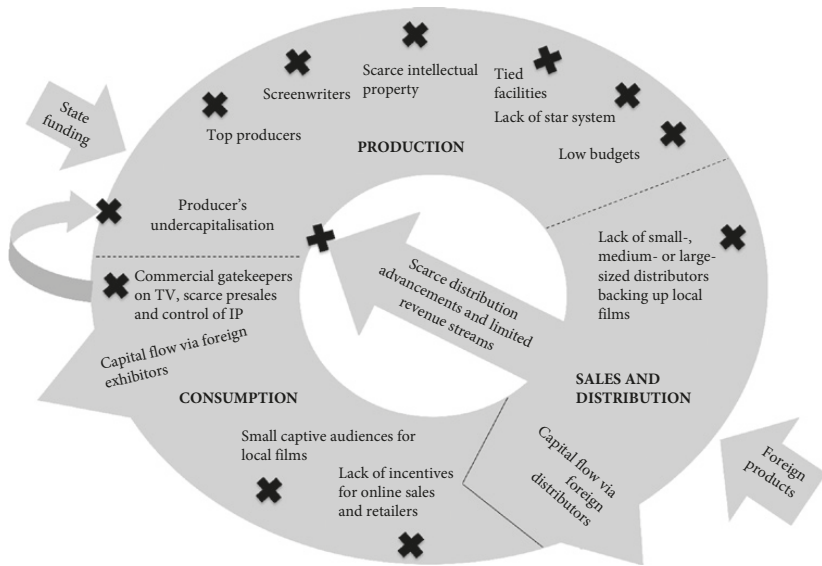 State
funding
Top producers
Screenwriters
Scarce intellectual
property
Tied
facilities
Lack of star system
Low budgets
PRODUCTION
Producer's
undercapitalisation
Commercial gatekeepers
on TV, scarce presales
and control of IP
Capital flow via foreign
exhibitors
CONSUMPTION
Small captive audiences for
local films
Lack of incentives
for online sales
and retailers
Scarce distribution
advancements and limited
revenue streams
Lack of small-,
medium- or large-
sized distributors
backing up local
films
SALES AND
DISTRIBUTION
Capital flow via
foreign
distributors
Foreign
products